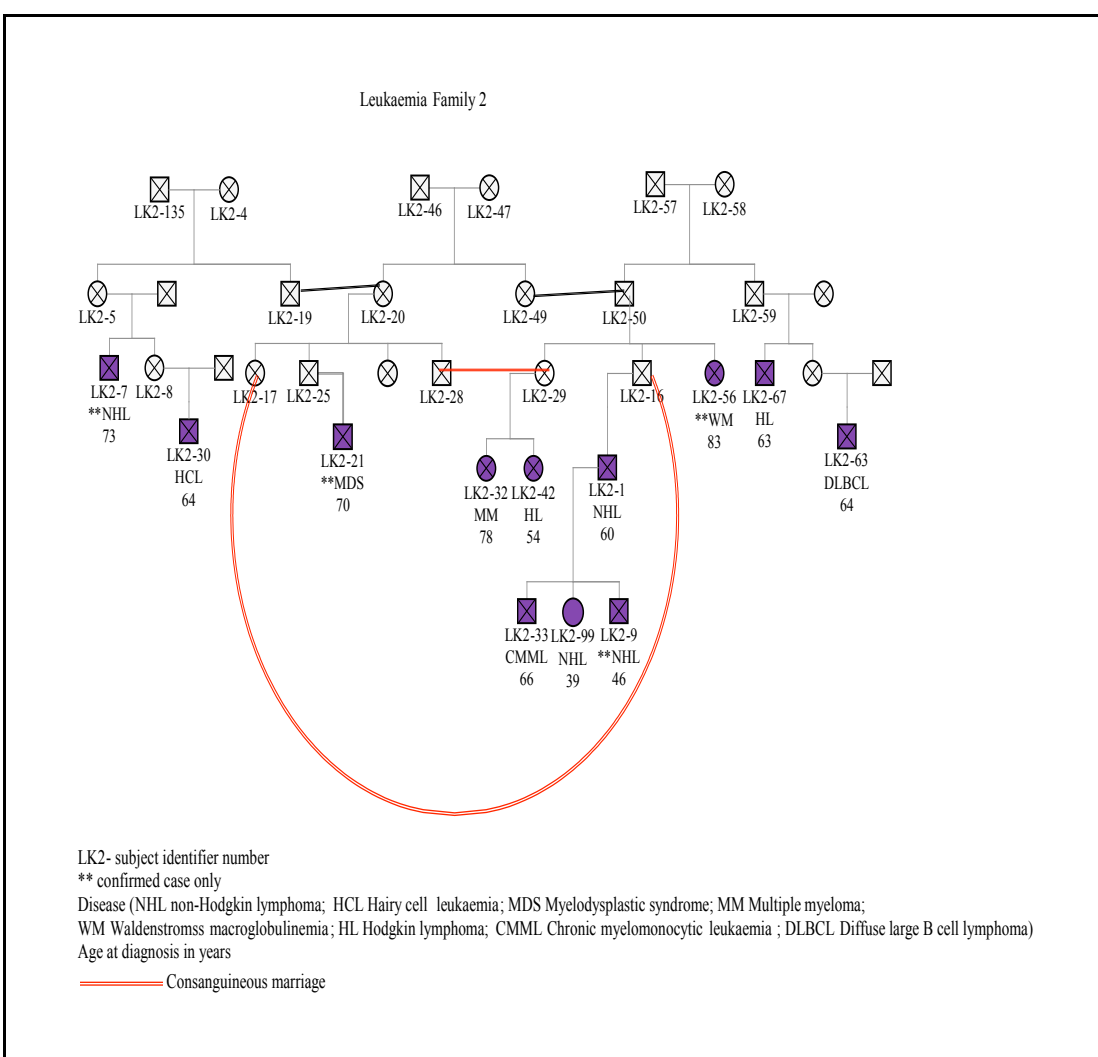 Leukaemia Family 2
LK2-135 LK2-4 LK2-46 LK2-47 LK2-57 LK2-58
LK2-5 LK2-19 LK2-20 LK2-49 LK2-50 LK2-59
LK2-7 LK2-8 LK2-17 LK2-25 LK2-28 LK2-29 LK2-16 LK2-56 LK2-67
**NHL **WM HL
73 83 63
LK2-30 LK2-21 LK2-63
HCL **MDS DLBCL
64 70 64
LK2-32 LK2-42 LK2-1
MM HL NHL
78 54 60
LK2-33 LK2-99 LK2-9
CMML NHL **NHL
66 39 46
LK2- subject identifier number
** confirmed case only
Disease (NHL non-Hodgkin lymphoma; HCL Hairy cell leukaemia; MDS Myelodysplastic syndrome; MM Multiple myeloma;
WM Waldenstromss macroglobulinemia; HL Hodgkin lymphoma; CMML Chronic myelomonocytic leukaemia ; DLBCL Diffuse large B cell lymphoma)
Age at diagnosis in years
Consanguineous marriage